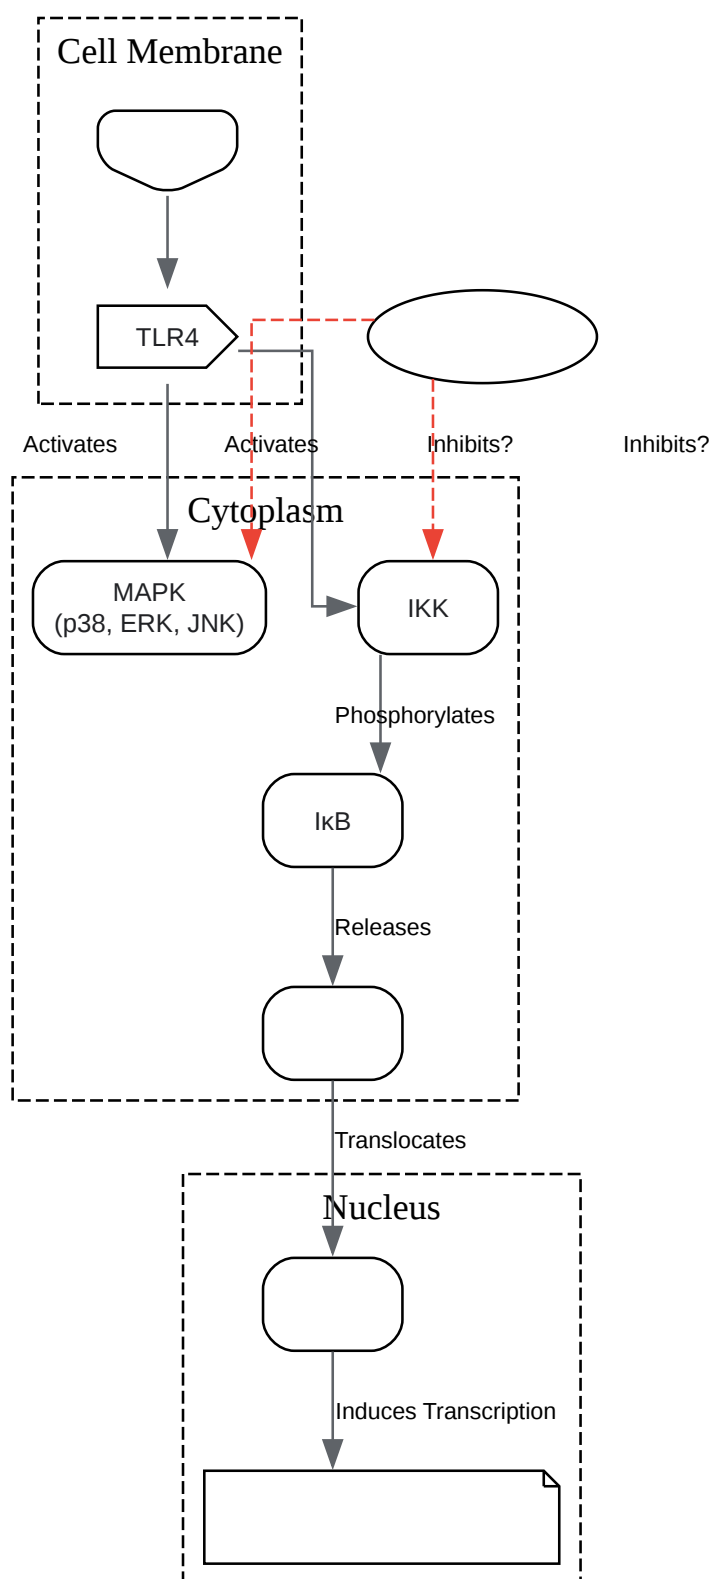 Cell Membrane
TLR4
Activates
Activates
Inhibits?
Inhibits?
Cytoplasm
MAPK
(p38, ERK, JNK)
IKK
Phosphorylates
IκB
Releases
Translocates
Nucleus
Induces Transcription